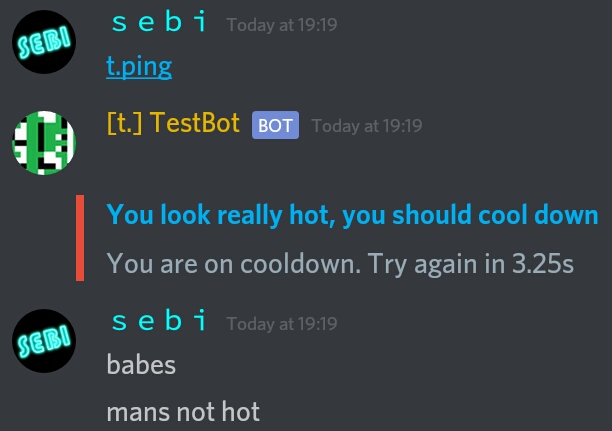 SEBI
ｓｅｂｉ Today at 19:19
t.ping
[t.] TestBot BOT Today at 19:19
You look really hot, you should cool down
You are on cooldown. Try again in 3.25s
SEBI
ｓｅｂｉ Today at 19:19
babes
mans not hot